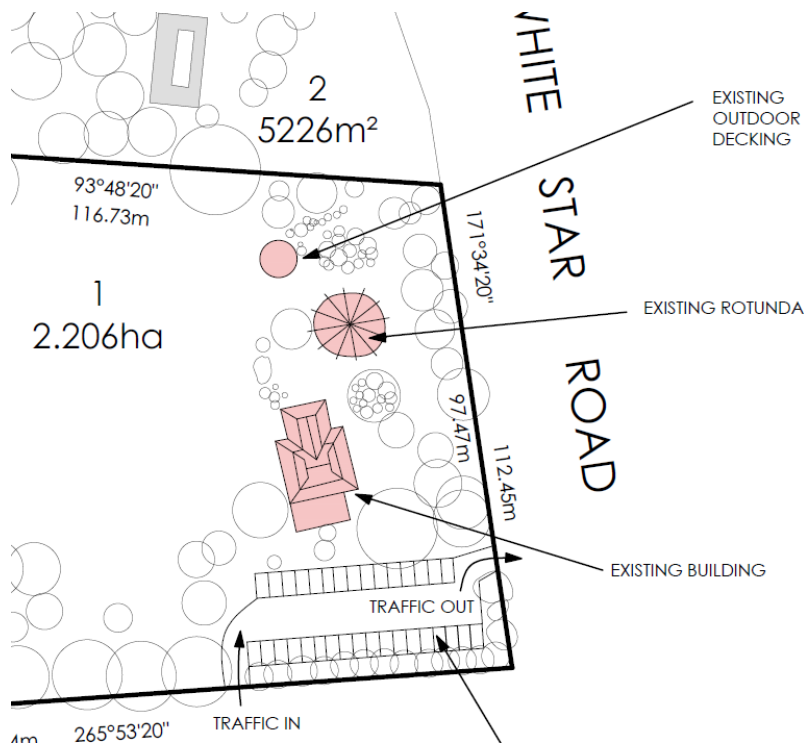 WHITE
STAR
ROAD
2
5226m²
EXISTING
OUTDOOR
DECKING
93°48'20"
116.73m
171°34'20"
1
2.206ha
EXISTING ROTUNDA
97.47m
112.45m
EXISTING BUILDING
TRAFFIC OUT
TRAFFIC IN
4m
265°53'20"